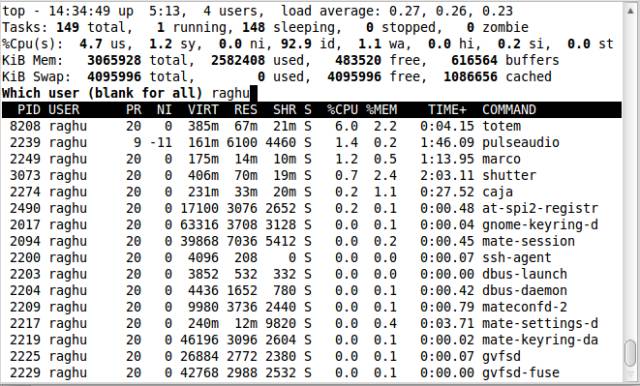 top - 14:34:49 up  5:13,  4 users,  load average: 0.27, 0.26, 0.23
Tasks: 149 total,   1 running, 148 sleeping,   0 stopped,   0 zombie
%Cpu(s):  4.7 us,  1.2 sy,  0.0 ni, 92.9 id,  1.1 wa,  0.0 hi,  0.2 si,  0.0 st
KiB Mem:   3065928 total,  2582408 used,   483520 free,   616564 buffers
KiB Swap:  4095996 total,        0 used,  4095996 free,  1086656 cached
Which user (blank for all) raghu
  PID USER      PR  NI  VIRT  RES  SHR S  %CPU %MEM    TIME+  COMMAND
 8208 raghu     20   0  385m  67m  21m S   6.0  2.2   0:04.15 totem
 2239 raghu      9 -11  161m 6100 4460 S   1.4  0.2   1:46.09 pulseaudio
 2249 raghu     20   0  175m  14m  10m S   1.2  0.5   1:13.95 marco
 3073 raghu     20   0  406m  70m  19m S   0.7  2.4   2:03.11 shutter
 2274 raghu     20   0  231m  33m  20m S   0.2  1.1   0:27.52 caja
 2490 raghu     20   0 17100 3076 2652 S   0.2  0.1   0:00.48 at-spi2-registr
 2017 raghu     20   0 63316 3708 3128 S   0.0  0.1   0:00.04 gnome-keyring-d
 2094 raghu     20   0 39868 7036 5412 S   0.0  0.2   0:00.45 mate-session
 2200 raghu     20   0  4096  208    0 S   0.0  0.0   0:00.07 ssh-agent
 2203 raghu     20   0  3852  532  332 S   0.0  0.0   0:00.00 dbus-launch
 2204 raghu     20   0  4436 1652  780 S   0.0  0.1   0:00.42 dbus-daemon
 2209 raghu     20   0  9980 3736 2440 S   0.0  0.1   0:00.79 mateconfd-2
 2217 raghu     20   0  240m  12m 9820 S   0.0  0.4   0:03.71 mate-settings-d
 2219 raghu     20   0 46196 3096 2604 S   0.0  0.1   0:00.02 mate-keyring-da
 2225 raghu     20   0 26884 2772 2380 S   0.0  0.1   0:00.07 gvfsd
 2229 raghu     20   0 42768 2988 2532 S   0.0  0.1   0:00.00 gvfsd-fuse